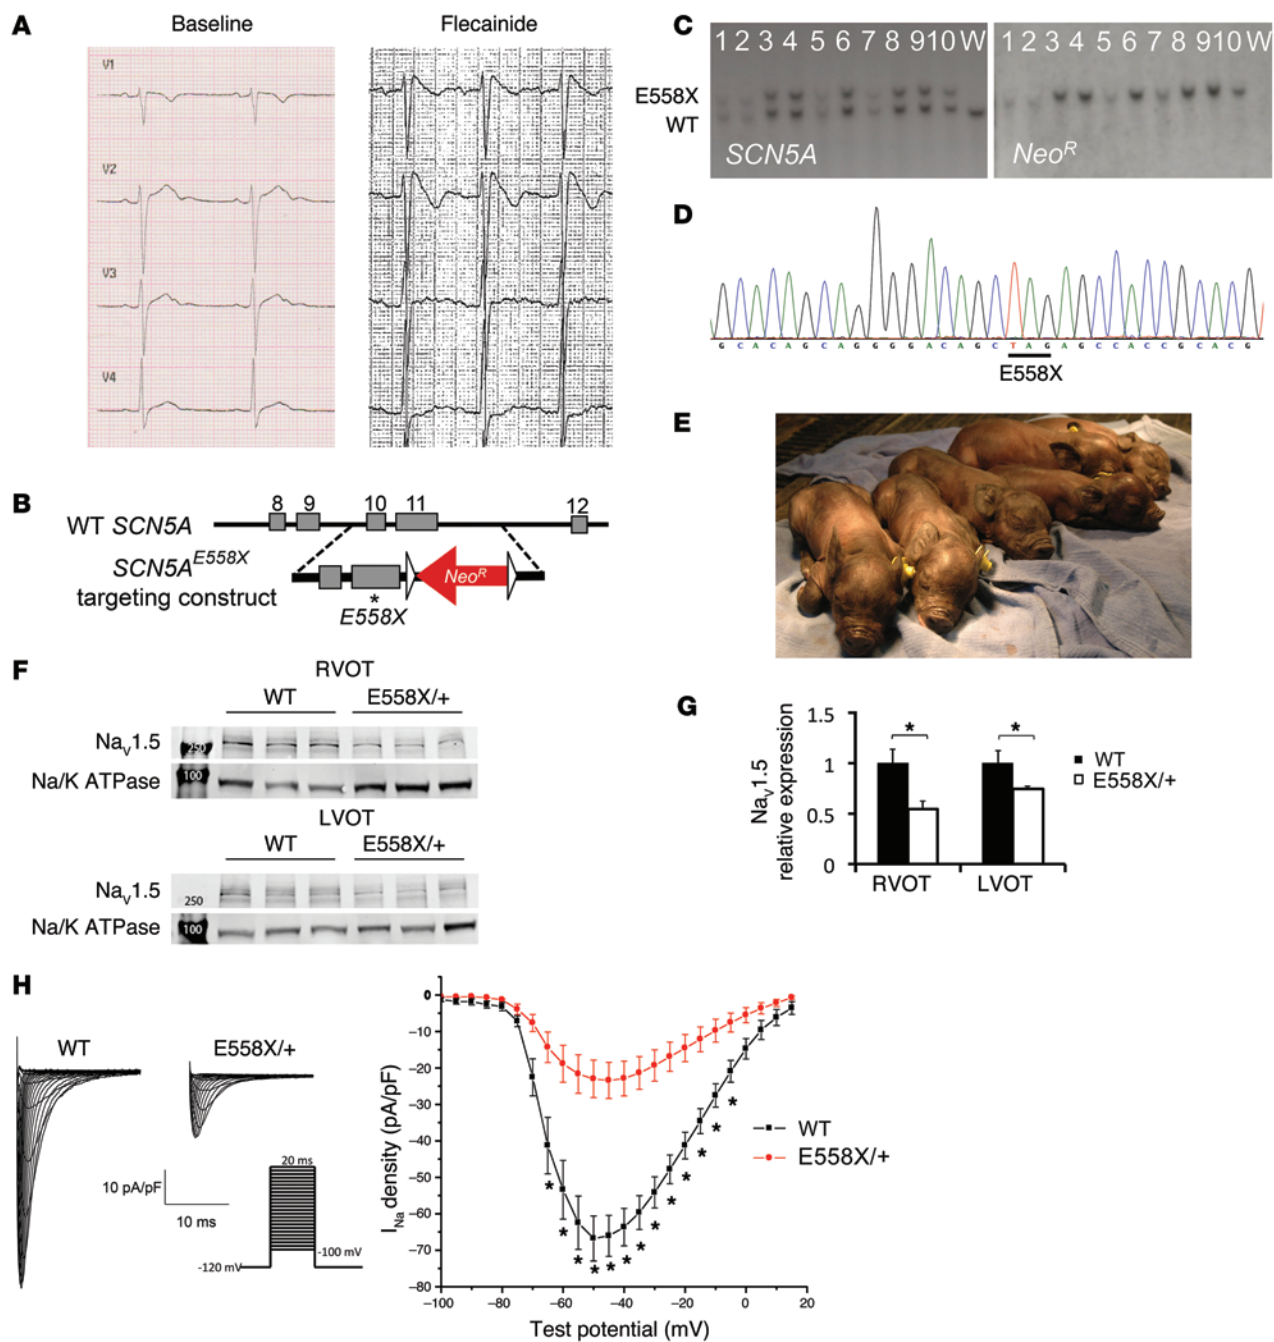 A
Baseline
Flecainide
V1
V2
V3
V4
B
8 9 10 11 12
WT SCN5A
SCN5A^E558X
targeting construct
Neo^R
*
E558X
C
1 2 3 4 5 6 7 8 9 10 W
1 2 3 4 5 6 7 8 9 10 W
E558X
WT
SCN5A
Neo^R
D
G C A C A G C A G G G G A C A G C T A G A G C C A C C G C A C G
E558X
E
F
RVOT
WT E558X/+
Na_V1.5
250
Na/K ATPase
100
LVOT
WT E558X/+
Na_V1.5
250
Na/K ATPase
100
G
Na_V1.5
relative expression
1.5
1
0.5
0
* *
RVOT LVOT
WT
E558X/+
H
WT E558X/+
10 pA/pF
10 ms
20 ms
-100 mV
-120 mV
I_Na density (pA/pF)
0
−10
−20
−30
−40
−50
−60
−70
−80
−100 −80 −60 −40 −20 0 20
Test potential (mV)
* * * * * * * * * * * * *
WT
E558X/+